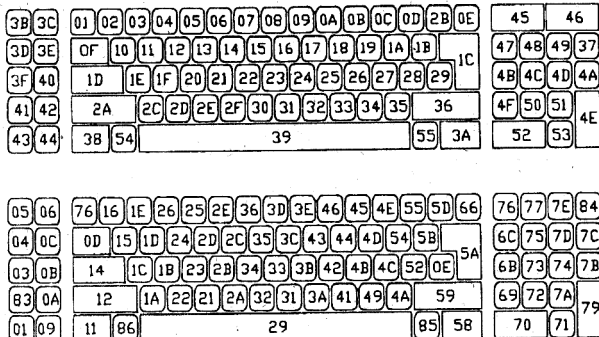 3B 3C 01 02 03 04 05 06 07 08 09 0A 0B 0C 0D 2B 0E 45 46
3D 3E 0F 10 11 12 13 14 15 16 17 18 19 1A 1B 1C 47 48 49 37
3F 40 1D 1E 1F 20 21 22 23 24 25 26 27 28 29 4B 4C 4D 4A
41 42 2A 2C 2D 2E 2F 30 31 32 33 34 35 36 4F 50 51 4E
43 44 38 54 39 55 3A 52 53
05 06 76 16 1E 26 25 2E 36 3D 3E 46 45 4E 55 5D 66 76 77 7E 84
04 0C 0D 15 1D 24 2D 2C 35 3C 43 44 4D 54 5B 5A 6C 75 7D 7C
03 0B 14 1C 1B 23 2B 34 33 3B 42 4B 4C 52 0E 6B 73 74 7B
83 0A 12 1A 22 21 2A 32 31 3A 41 49 4A 59 69 72 7A 79
01 09 11 86 29 85 58 70 71